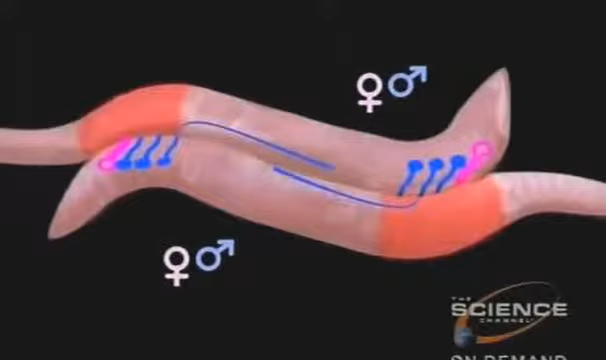 ♀♂
♀♂
THE
SCIENCE
CHANNEL
ON DEMAND